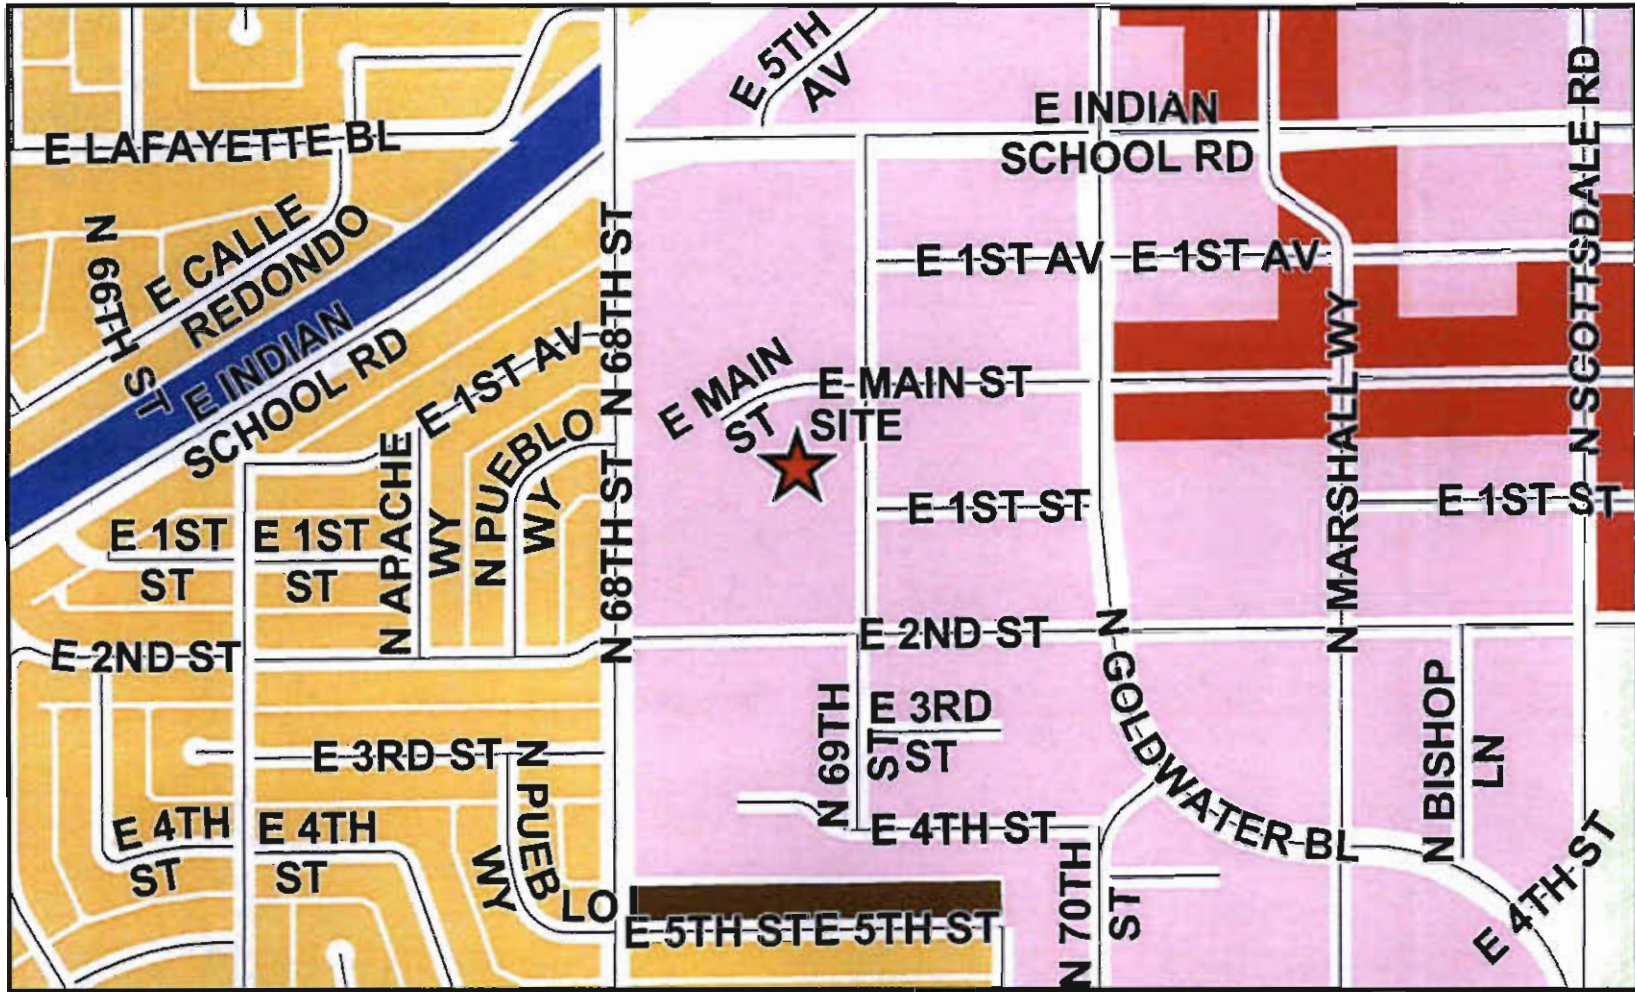 E 5TH
AV
E INDIAN
SCHOOL RD
N SCOTTSDALE RD
E LAFAYETTE BL
N 66TH ST
E CALLE
REDONDO
E INDIAN
SCHOOL RD
N 68TH ST
E 1ST AV
E 1ST AV
E 1ST AV
E MAIN
ST
E MAIN ST
SITE
N MARSHALL WY
N APACHE
WY
N PUEBLO
WY
N 68TH ST
E 1ST ST
E 1ST ST
E 1ST
ST
E 1ST
ST
E 2ND ST
E 2ND ST
N GOLDWATER BL
N 69TH
ST
E 3RD
ST
N BISHOP
LN
E 3RD ST
N PUEB
LO
WY
E 4TH
ST
E 4TH
ST
E 4TH ST
E 4TH ST
N 70TH
ST
E 5TH ST
E 5TH ST